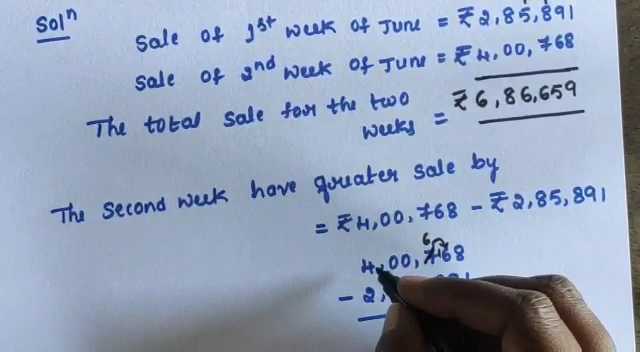 Solⁿ
Sale of 1st week of June = ₹2,85,891
Sale of 2nd week of June = ₹4,00,768
The total sale for the two weeks = ₹6,86,659
The second week have greater sale by
= ₹4,00,768 - ₹2,85,891
6
4,00,768
- 2,